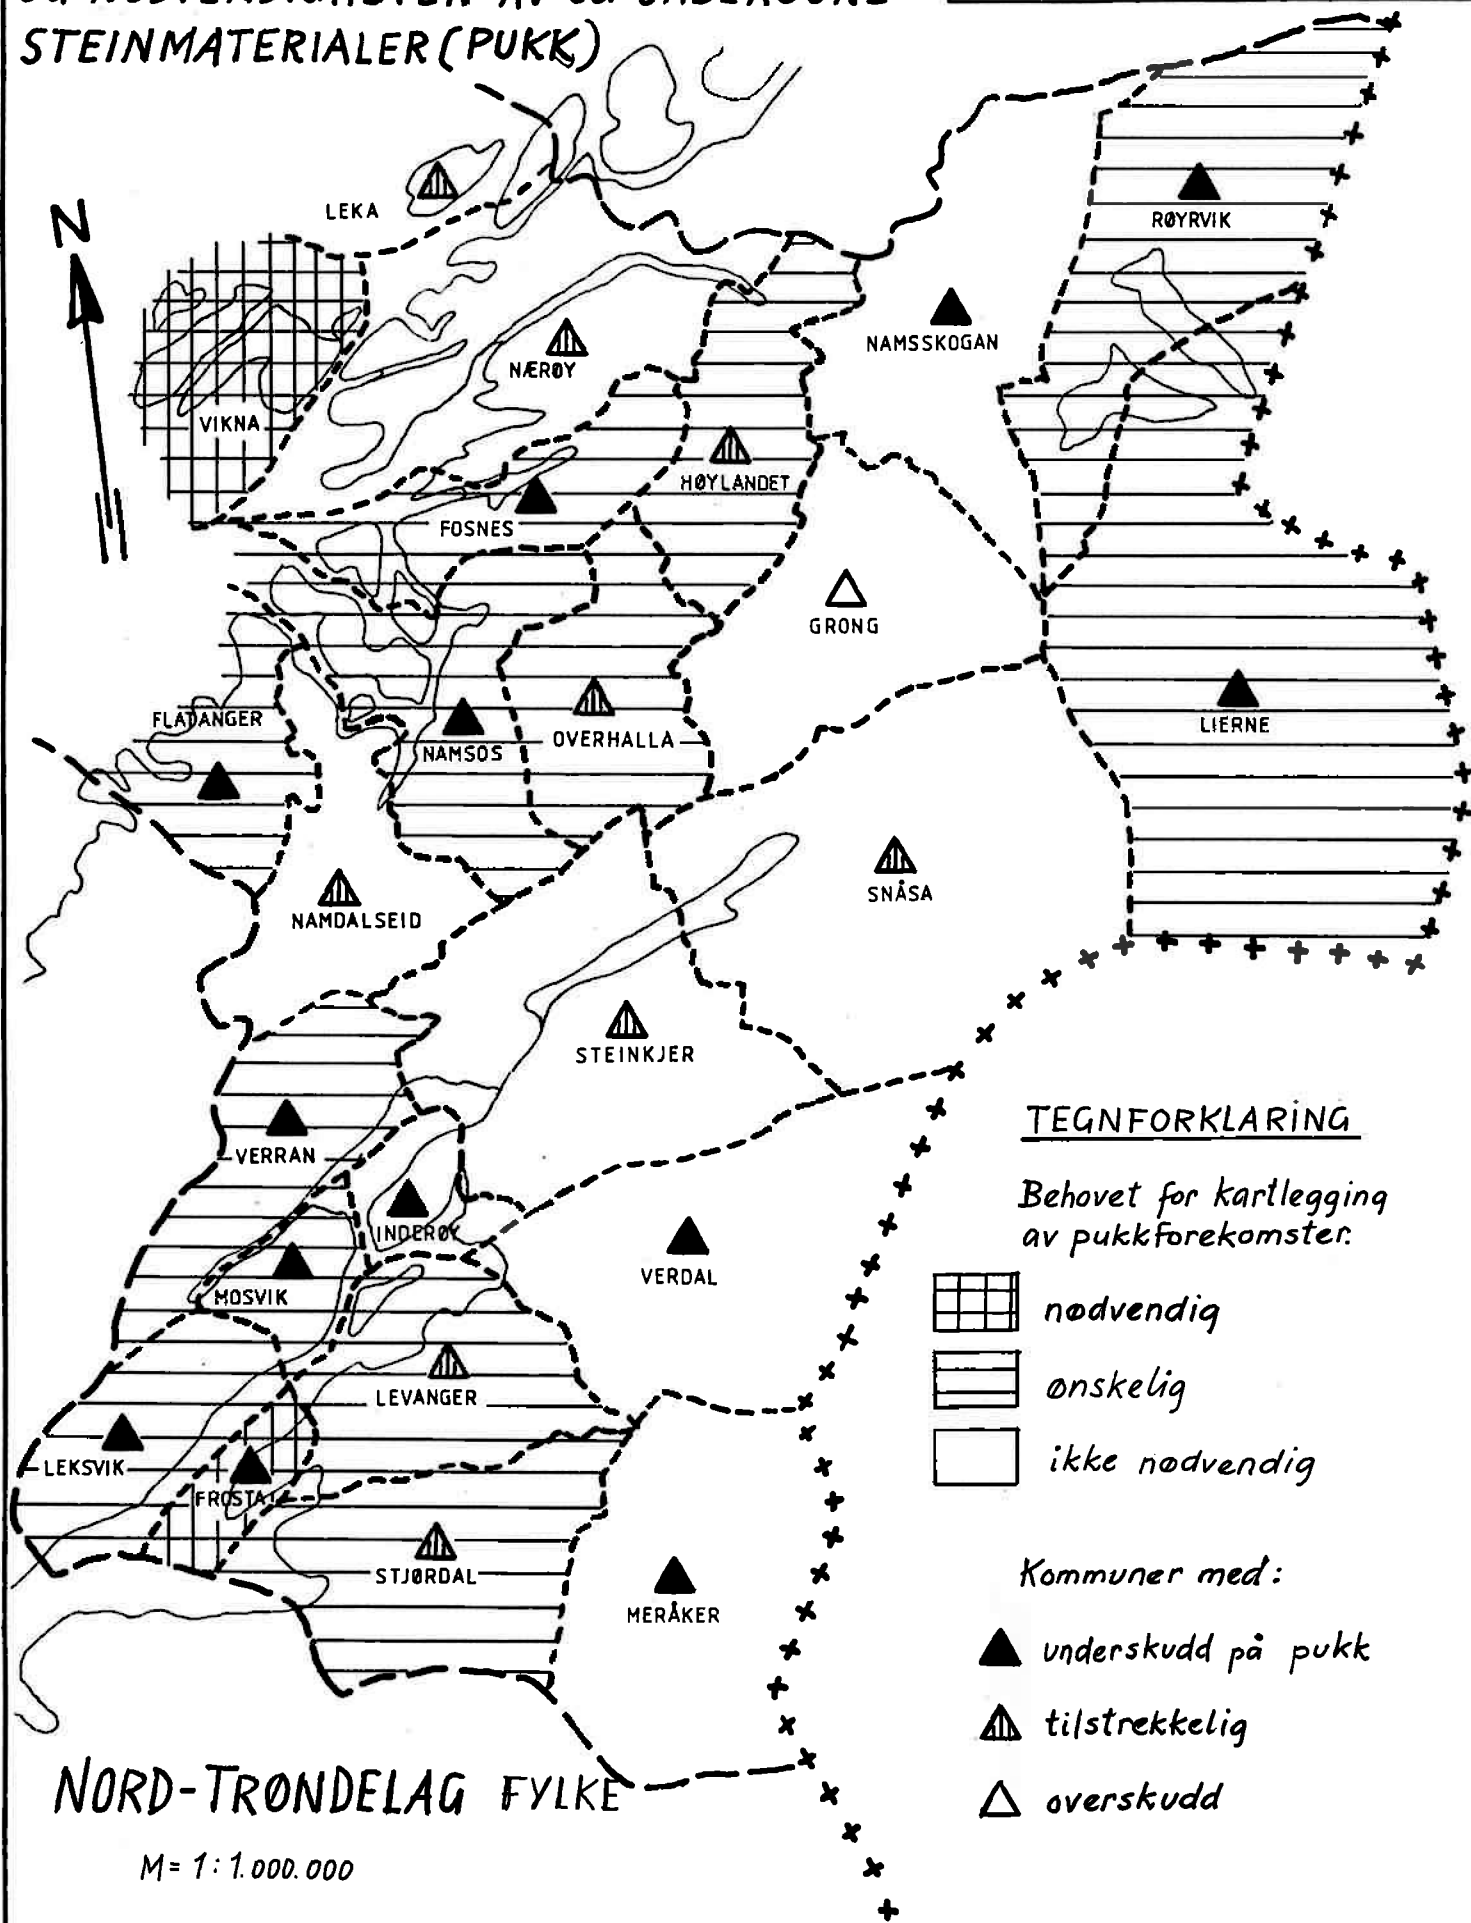 STEINMATERIALER (PUKK)
N
LEKA
RØYRVIK
NAMSSKOGAN
NÆRØY
VIKNA
HØYLANDET
FOSNES
GRONG
FLATANGER
NAMSOS
OVERHALLA
LIERNE
SNÅSA
NAMDALSEID
STEINKJER
VERRAN
INDERØY
VERDAL
MOSVIK
LEVANGER
LEKSVIK
FROSTA
STJØRDAL
MERÅKER
TEGNFORKLARING
Behovet for kartlegging
av pukkforekomster.
nødvendig
ønskelig
ikke nødvendig
Kommuner med:
underskudd på pukk
tilstrekkelig
overskudd
NORD-TRØNDELAG FYLKE
M= 1:1.000.000